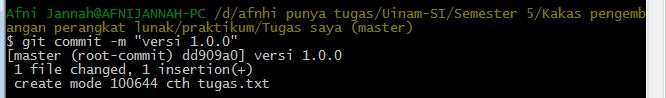 Afni Jannah@AFNIJANNAH-PC /d/afnhi punya tugas/Uinam-SI/Semester 5/Kakas pengemb
angan perangkat lunak/praktikum/Tugas saya (master)
$ git commit -m "versi 1.0.0"
[master (root-commit) dd909a0] versi 1.0.0
 1 file changed, 1 insertion(+)
 create mode 100644 cth tugas.txt